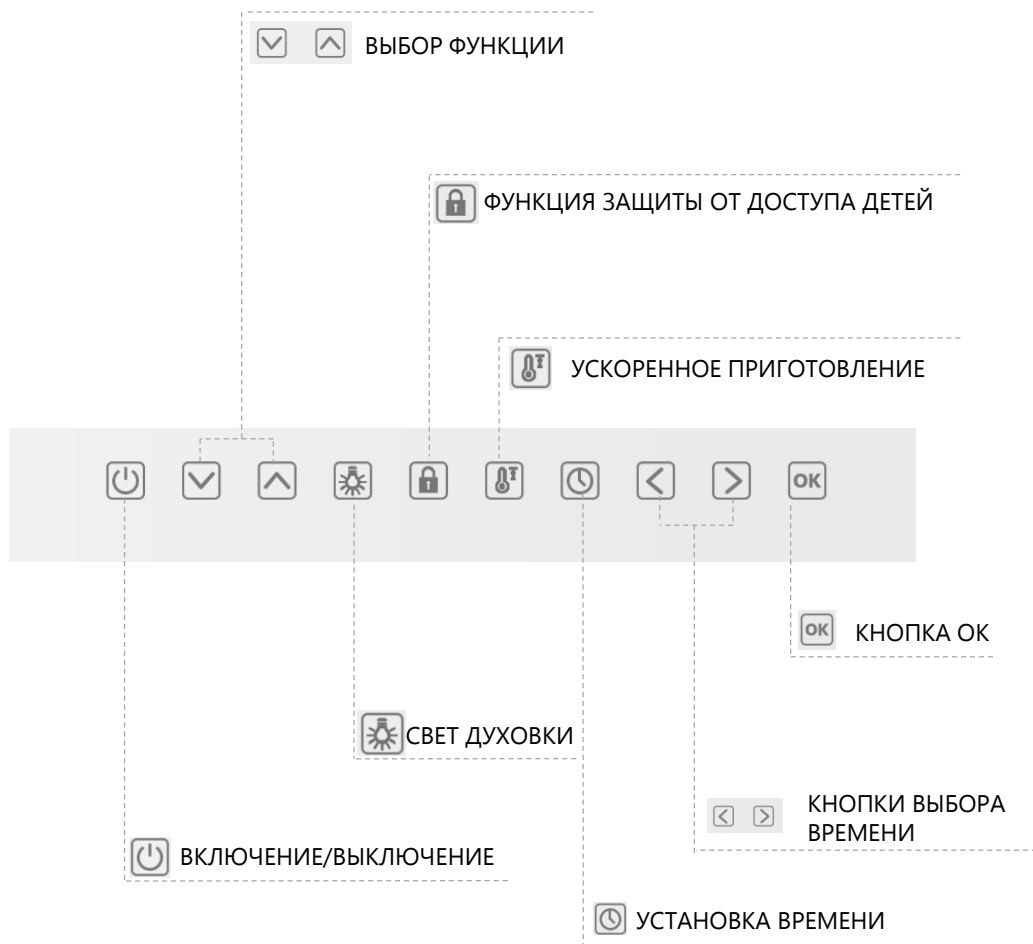 ВЫБОР ФУНКЦИИ
ФУНКЦИЯ ЗАЩИТЫ ОТ ДОСТУПА ДЕТЕЙ
УСКОРЕННОЕ ПРИГОТОВЛЕНИЕ
OK
OK КНОПКА ОК
СВЕТ ДУХОВКИ
КНОПКИ ВЫБОРА
ВРЕМЕНИ
ВКЛЮЧЕНИЕ/ВЫКЛЮЧЕНИЕ
УСТАНОВКА ВРЕМЕНИ